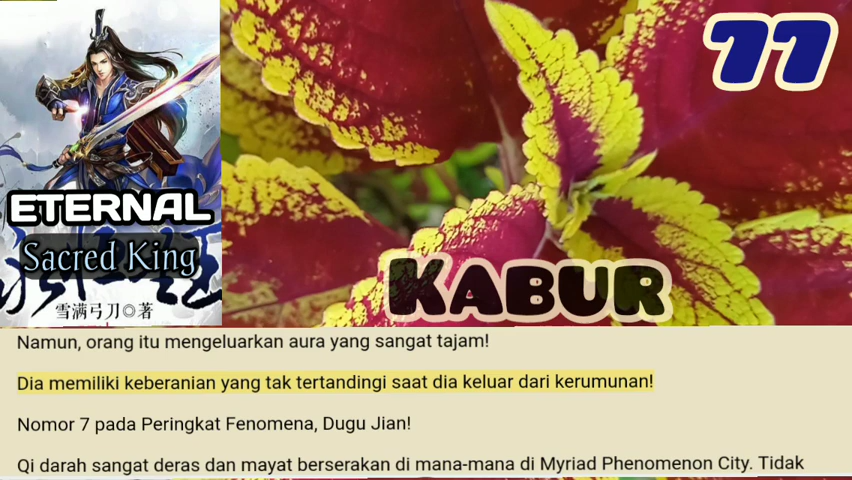 77
ETERNAL
Sacred King
雪满弓刀◎著
KABUR
Namun, orang itu mengeluarkan aura yang sangat tajam!
Dia memiliki keberanian yang tak tertandingi saat dia keluar dari kerumunan!
Nomor 7 pada Peringkat Fenomena, Dugu Jian!
Qi darah sangat deras dan mayat berserakan di mana-mana di Myriad Phenomenon City. Tidak